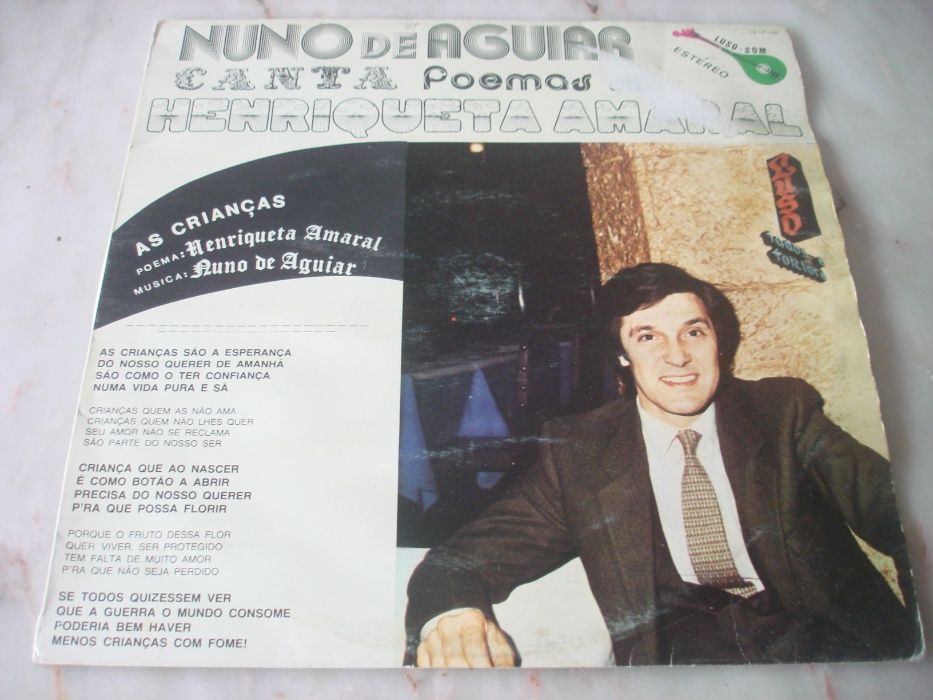 NUNO DE AGUIAR
CANTA Poemas
HENRIQUETA AMARAL
LUSO-SOM
ESTÉREO
LUSO
AS CRIANÇAS
POEMA: Henriqueta Amaral
MUSICA: Nuno de Aguiar
AS CRIANÇAS SÃO A ESPERANÇA
DO NOSSO QUERER DE AMANHÃ
SÃO COMO O TER CONFIANÇA
NUMA VIDA PURA E SÃ
CRIANÇAS QUEM AS NÃO AMA
CRIANÇAS QUEM NÃO LHES QUER
SEU AMOR NÃO SE RECLAMA
SÃO PARTE DO NOSSO SER
CRIANÇA QUE AO NASCER
É COMO BOTÃO A ABRIR
PRECISA DO NOSSO QUERER
P'RA QUE POSSA FLORIR
PORQUE O FRUTO DESSA FLOR
QUER VIVER, SER PROTEGIDO
TEM FALTA DE MUITO AMOR
P'RA QUE NÃO SEJA PERDIDO
SE TODOS QUIZESSEM VER
QUE A GUERRA O MUNDO CONSOME
PODERIA BEM HAVER
MENOS CRIANÇAS COM FOME!